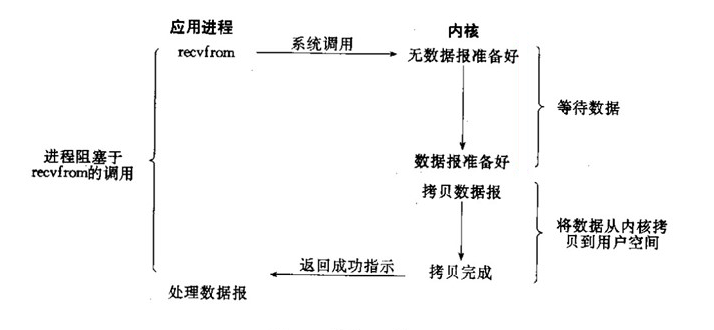 应用进程
内核
recvfrom
系统调用
无数据报准备好
等待数据
进程阻塞于
recvfrom的调用
数据报准备好
拷贝数据报
将数据从内核拷
贝到用户空间
返回成功指示
拷贝完成
处理数据报